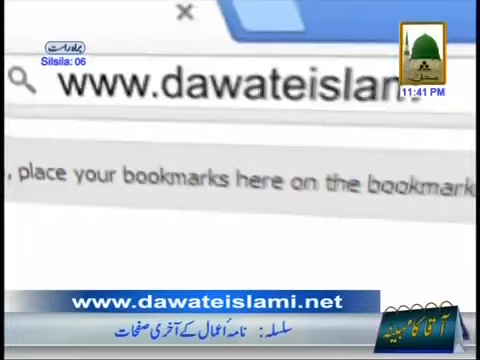 براہ راست
Silsila: 06
www.dawateislami
11:41 PM
, place your bookmarks here on the bookmark
www.dawateislami.net
سلسلہ: نامۂ اعمال کے آخری صفحات
آقا کا مہینہ